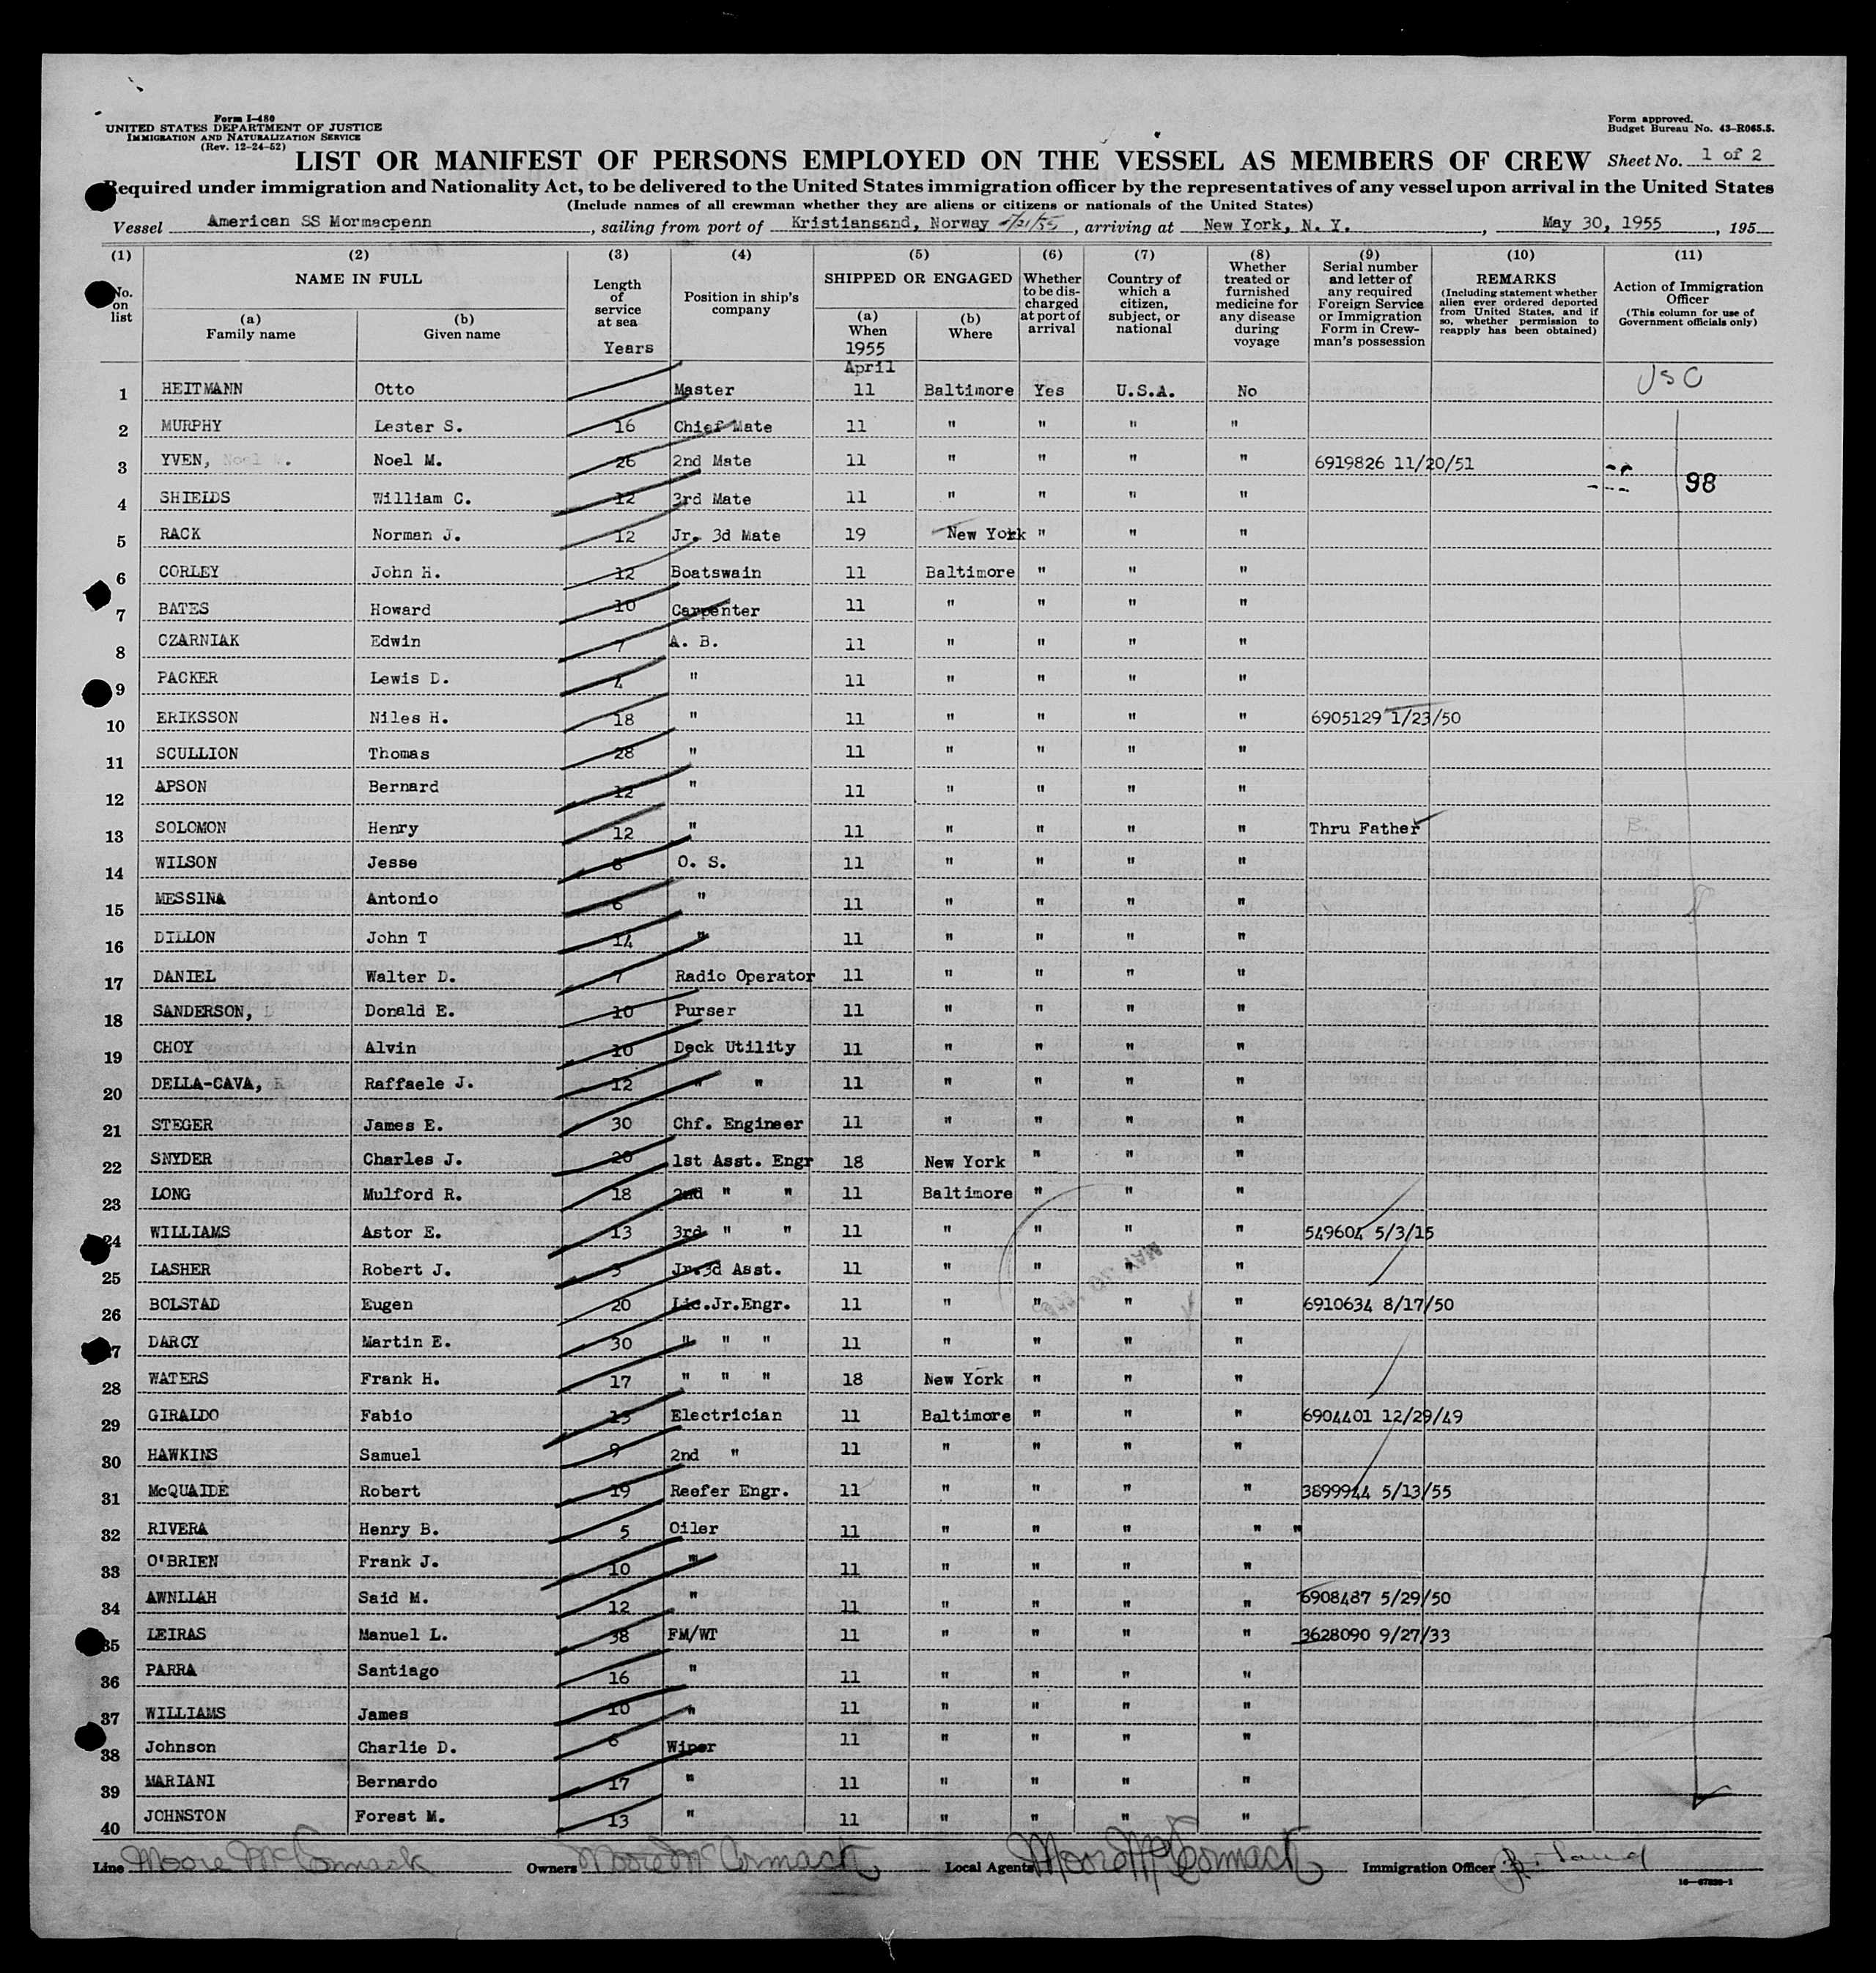 Form I-480
UNITED STATES DEPARTMENT OF JUSTICE
IMMIGRATION AND NATURALIZATION SERVICE
(Rev. 12-24-52)
Form approved.
Budget Bureau No. 43-R065.5.
LIST OR MANIFEST OF PERSONS EMPLOYED ON THE VESSEL AS MEMBERS OF CREW Sheet No. 1 of 2
Required under immigration and Nationality Act, to be delivered to the United States immigration officer by the representatives of any vessel upon arrival in the United States
(Include names of all crewman whether they are aliens or citizens or nationals of the United States)
Vessel American SS Mormacpenn, sailing from port of Kristiansand, Norway 5/21/55, arriving at New York, N. Y., May 30, 1955, 195
(1) (2) (3) (4) (5) (6) (7) (8) (9) (10) (11)
No. on list
NAME IN FULL
(a) Family name
(b) Given name
Length of service at sea
Years
Position in ship's company
SHIPPED OR ENGAGED
(a) When
1955
April
(b) Where
Whether to be discharged at port of arrival
Country of which a citizen, subject, or national
Whether treated or furnished medicine for any disease during voyage
Serial number and letter of any required Foreign Service or Immigration Form in Crewman's possession
REMARKS
(Including statement whether alien ever ordered deported from United States, and if so, whether permission to reapply has been obtained)
Action of Immigration Officer
(This column for use of Government officials only)
1 HEITMANN Otto Master 11 Baltimore Yes U.S.A. No USC
2 MURPHY Lester S. 16 Chief Mate 11 " " " "
3 YVEN, Noel M. Noel M. 26 2nd Mate 11 " " " " 6919826 11/20/51
4 SHIELDS William C. 12 3rd Mate 11 " " " " 98
5 RACK Norman J. 12 Jr. 3d Mate 19 New York " " "
6 CORLEY John H. 12 Boatswain 11 Baltimore " " "
7 BATES Howard 10 Carpenter 11 " " " "
8 CZARNIAK Edwin 7 A. B. 11 " " " "
9 PACKER Lewis D. 4 " 11 " " " "
10 ERIKSSON Niles H. 18 " 11 " " " " 6905129 1/23/50
11 SCULLION Thomas 28 " 11 " " " "
12 APSON Bernard 12 " 11 " " " "
13 SOLOMON Henry 12 " 11 " " " " Thru Father
14 WILSON Jesse 8 O. S. 11 " " " "
15 MESSINA Antonio 6 " 11 " " " "
16 DILLON John T 14 " 11 " " " "
17 DANIEL Walter D. 7 Radio Operator 11 " " " "
18 SANDERSON, Donald E. 10 Purser 11 " " " "
19 CHOY Alvin 10 Deck Utility 11 " " " "
20 DELLA-CAVA, R Raffaele J. 12 " " 11 " " " "
21 STEGER James E. 30 Chf. Engineer 11 " " " "
22 SNYDER Charles J. 20 1st Asst. Engr 18 New York " " "
23 LONG Mulford R. 18 2nd " " 11 Baltimore " " "
24 WILLIAMS Astor E. 13 3rd " " 11 " " " " 549604 5/3/15
25 LASHER Robert J. 3 Jr.3d Asst. 11 " " " "
26 BOLSTAD Eugen 20 Lic.Jr.Engr. 11 " " " " 6910634 8/17/50
27 DARCY Martin E. 30 " " " 11 " " " "
28 WATERS Frank H. 17 " " " 18 New York " " "
29 GIRALDO Fabio 13 Electrician 11 Baltimore " " " 6904401 12/29/49
30 HAWKINS Samuel 9 2nd " 11 " " " "
31 McQUAIDE Robert 19 Reefer Engr. 11 " " " " 3899944 5/13/55
32 RIVERA Henry B. 5 Oiler 11 " " " " "
33 O'BRIEN Frank J. 10 " 11 " " " "
34 AWNLLAH Said M. 12 " 11 " " " " 6908487 5/29/50
35 LEIRAS Manuel L. 38 FM/WT 11 " " " " 3628090 9/27/33
36 PARRA Santiago 16 " 11 " " " "
37 WILLIAMS James 10 " 11 " " " "
38 Johnson Charlie D. 6 Wiper 11 " " " "
39 MARIANI Bernardo 17 " 11 " " " "
40 JOHNSTON Forest M. 13 " 11 " " " "
Line Moore McCormack Owners Moore McCormack Local Agents Moore McCormack Immigration Officer